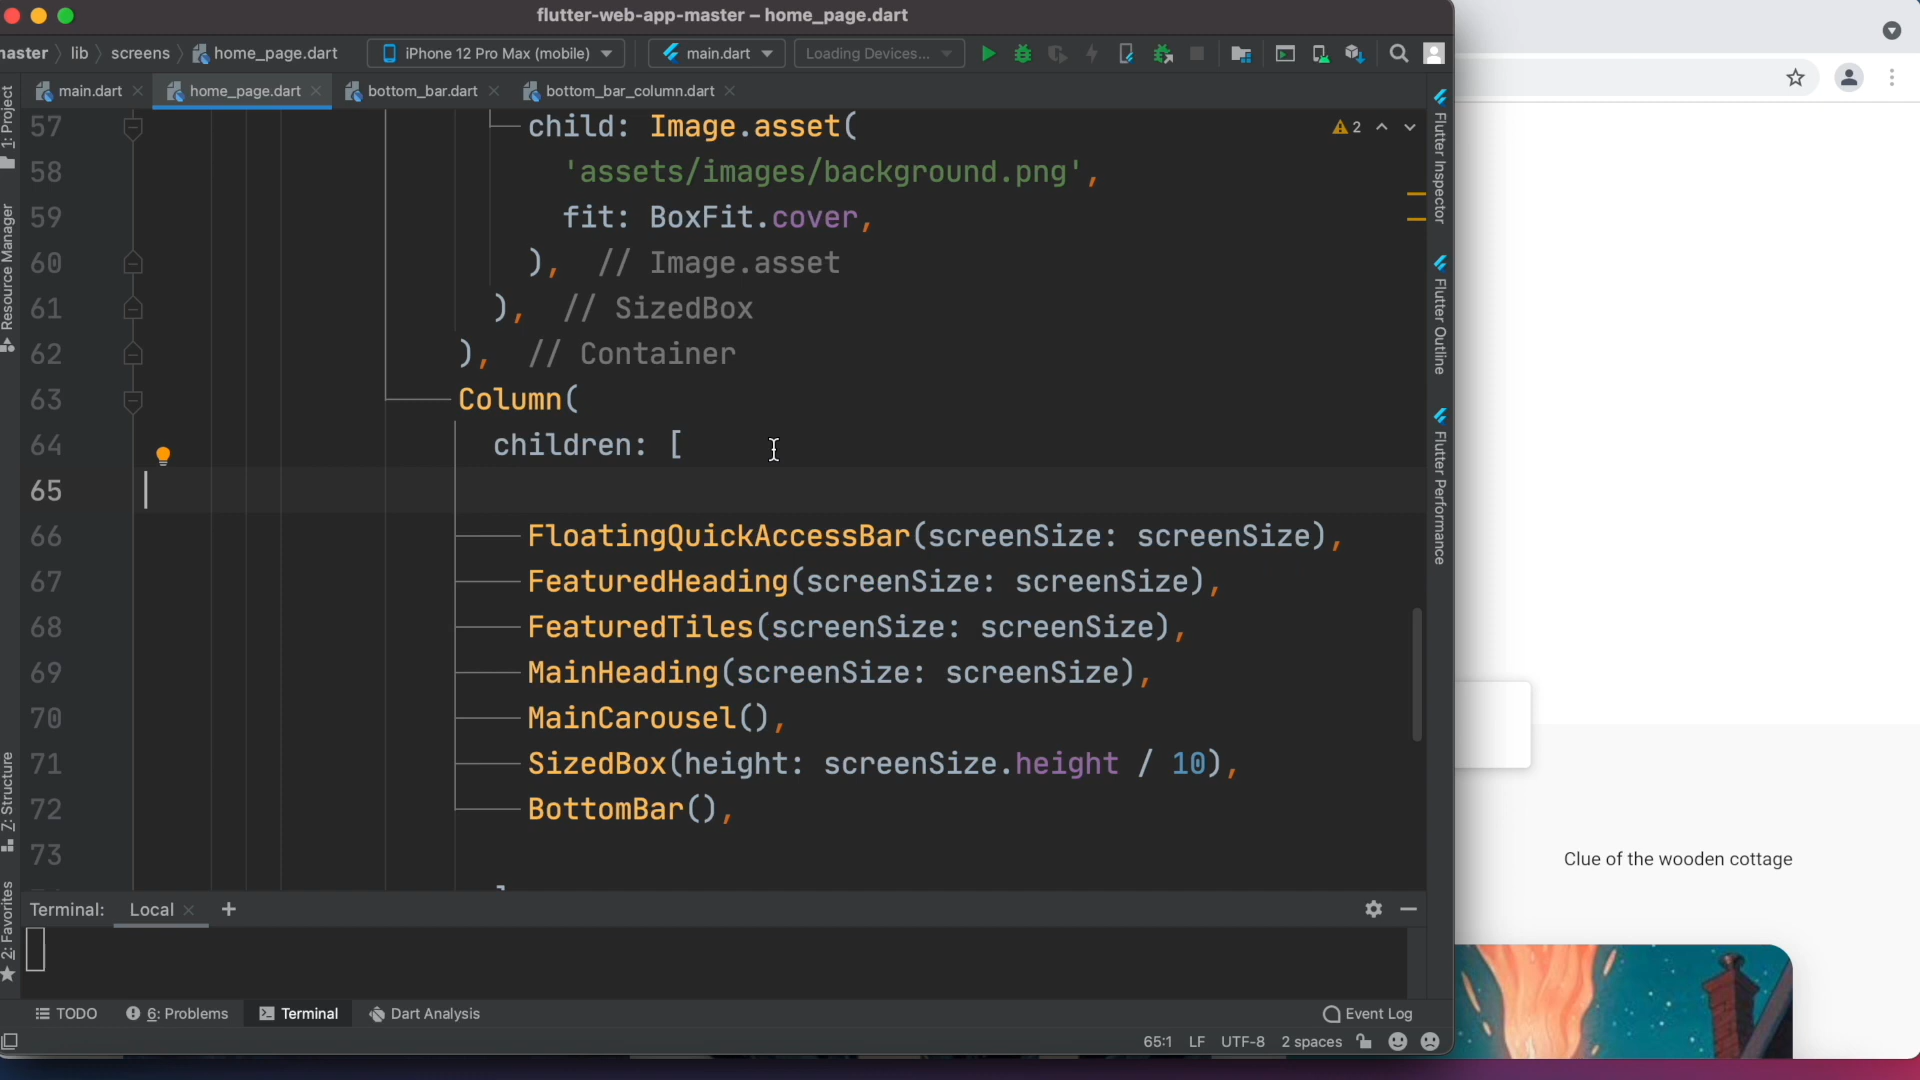 flutter-web-app-master – home_page.dart
master
lib
screens
home_page.dart
iPhone 12 Pro Max (mobile)
main.dart
Loading Devices...
main.dart
home_page.dart
bottom_bar.dart
bottom_bar_column.dart
57 child: Image.asset(
58 'assets/images/background.png',
59 fit: BoxFit.cover,
60 ), // Image.asset
61 ), // SizedBox
62 ), // Container
63 Column(
64 children: [
65
66 FloatingQuickAccessBar(screenSize: screenSize),
67 FeaturedHeading(screenSize: screenSize),
68 FeaturedTiles(screenSize: screenSize),
69 MainHeading(screenSize: screenSize),
70 MainCarousel(),
71 SizedBox(height: screenSize.height / 10),
72 BottomBar(),
73
2
1: Project
Resource Manager
Z: Structure
2: Favorites
Flutter Inspector
Flutter Outline
Flutter Performance
Terminal: Local +
TODO
6: Problems
Terminal
Dart Analysis
Event Log
65:1 LF UTF-8 2 spaces
Clue of the wooden cottage